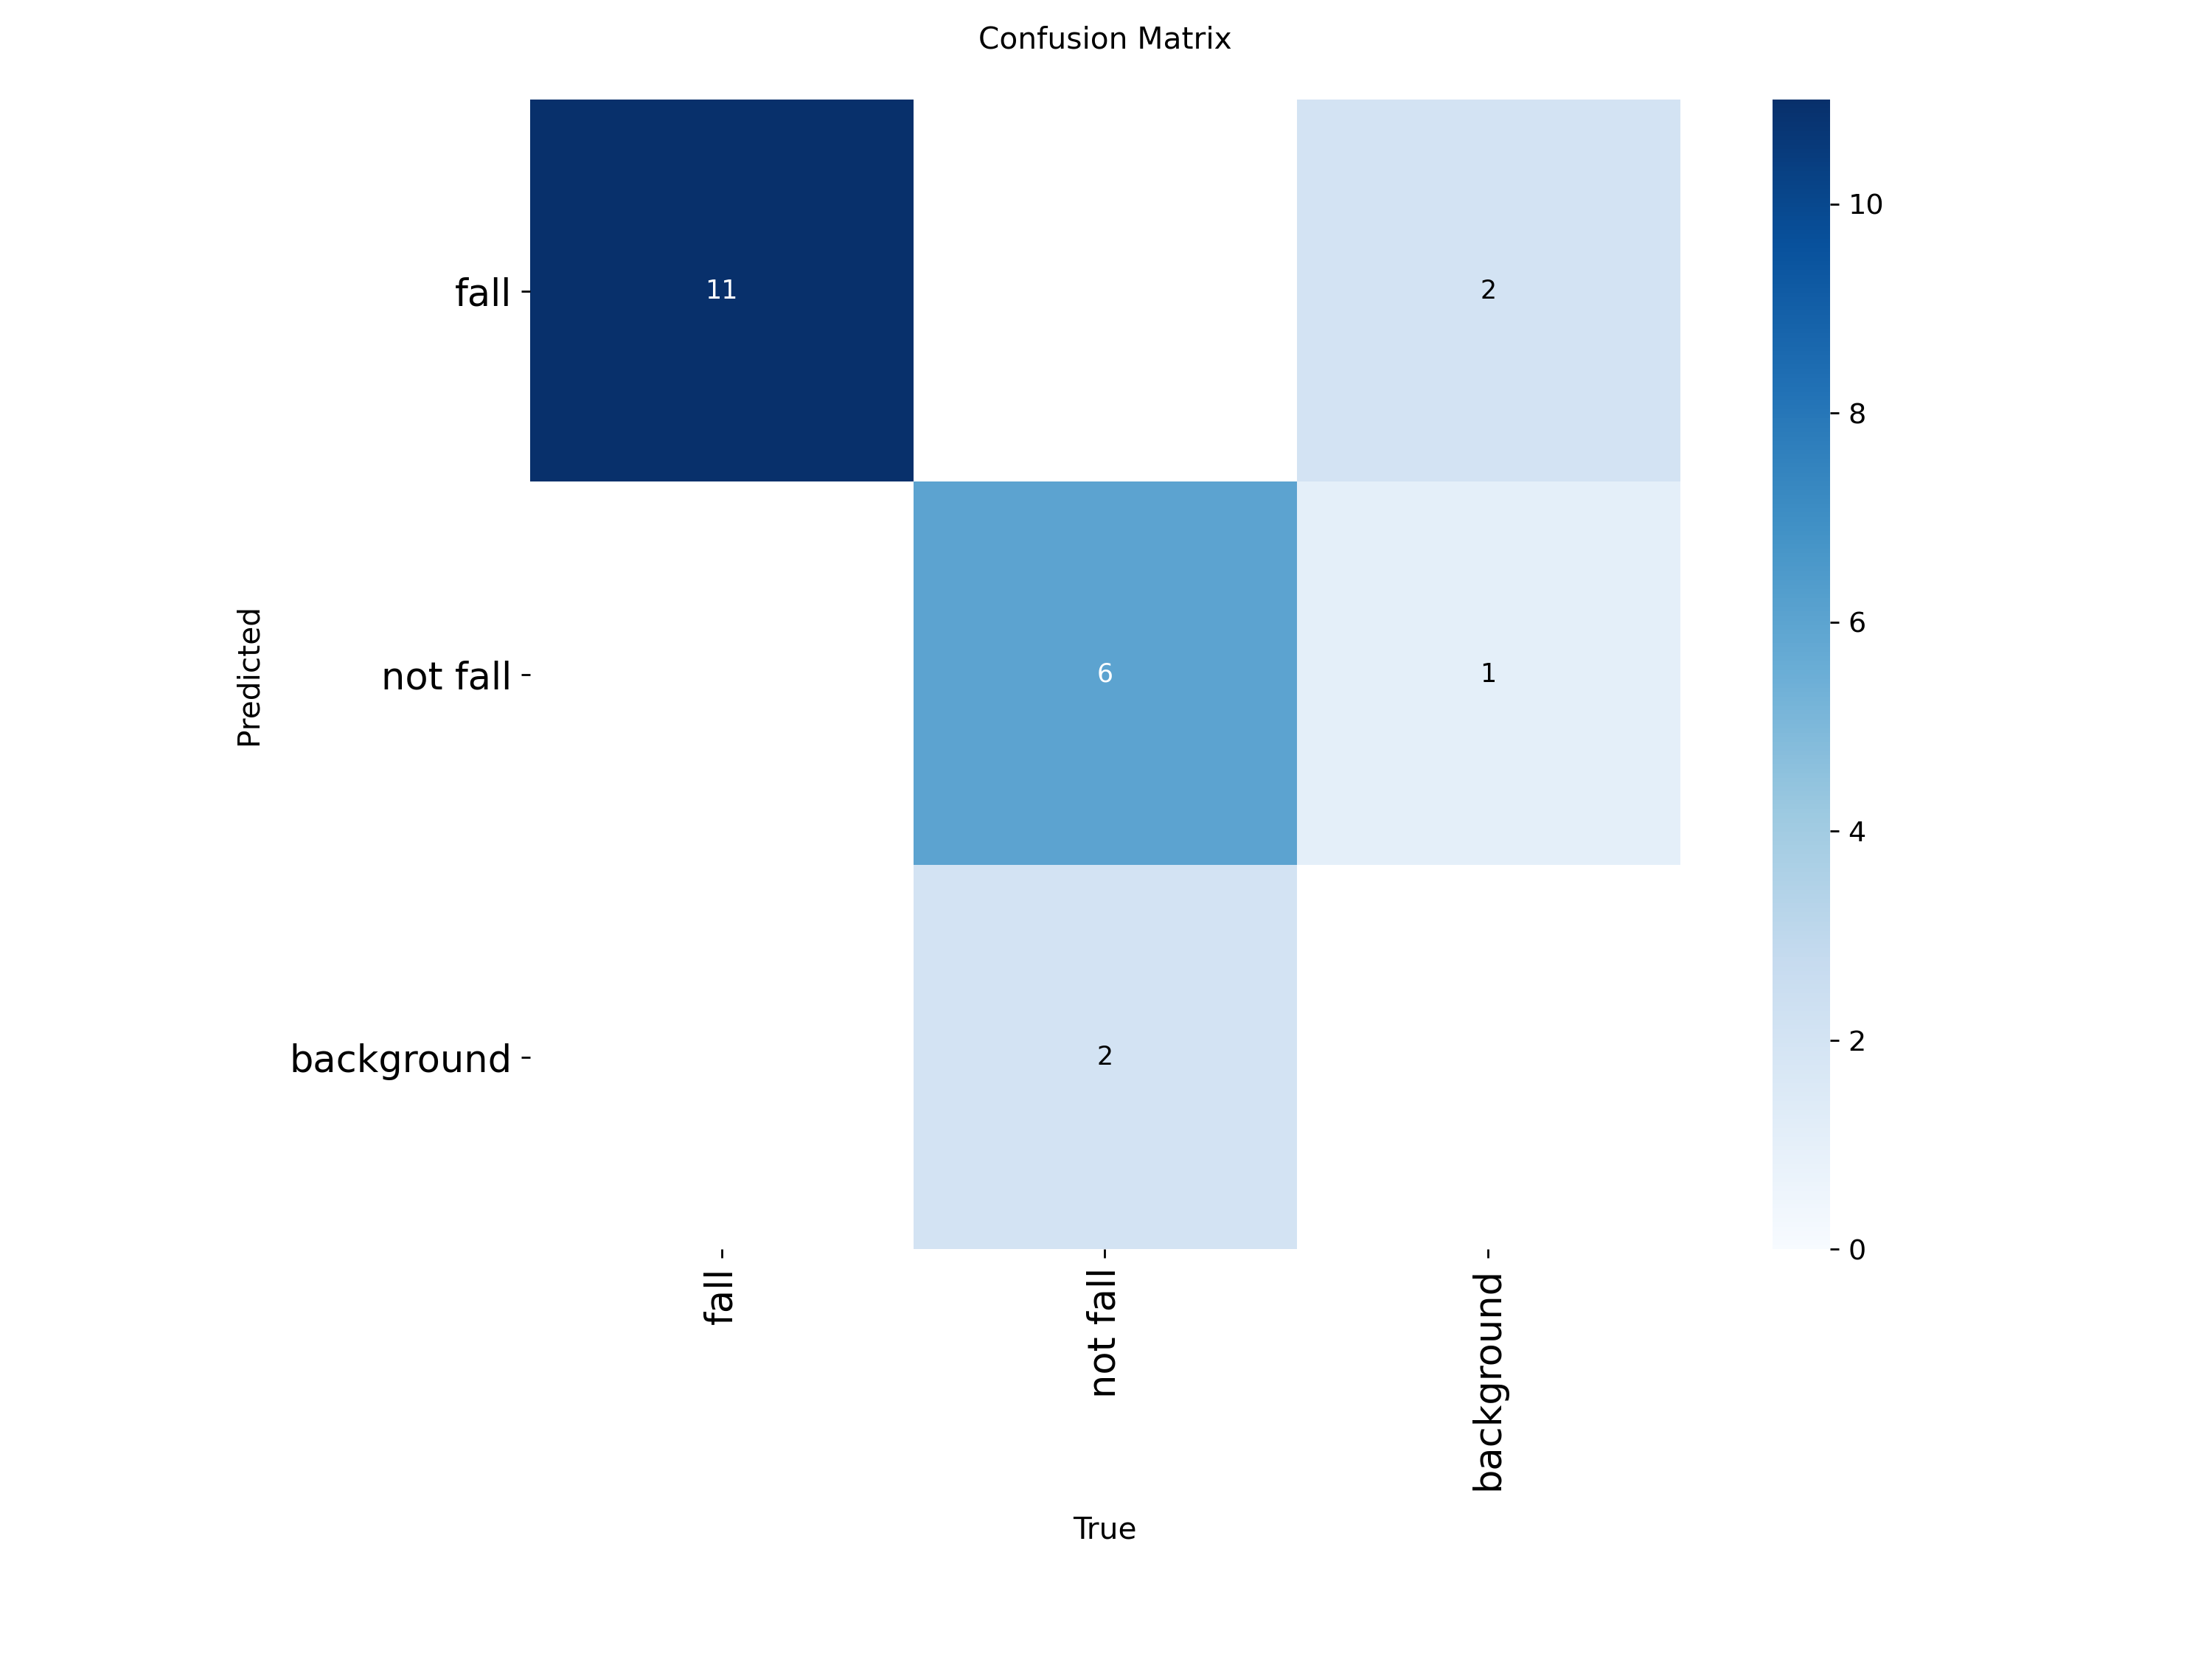 Confusion Matrix
fall
11
2
10
8
Predicted
not fall
6
1
6
4
background
2
2
0
fall
not fall
background
True